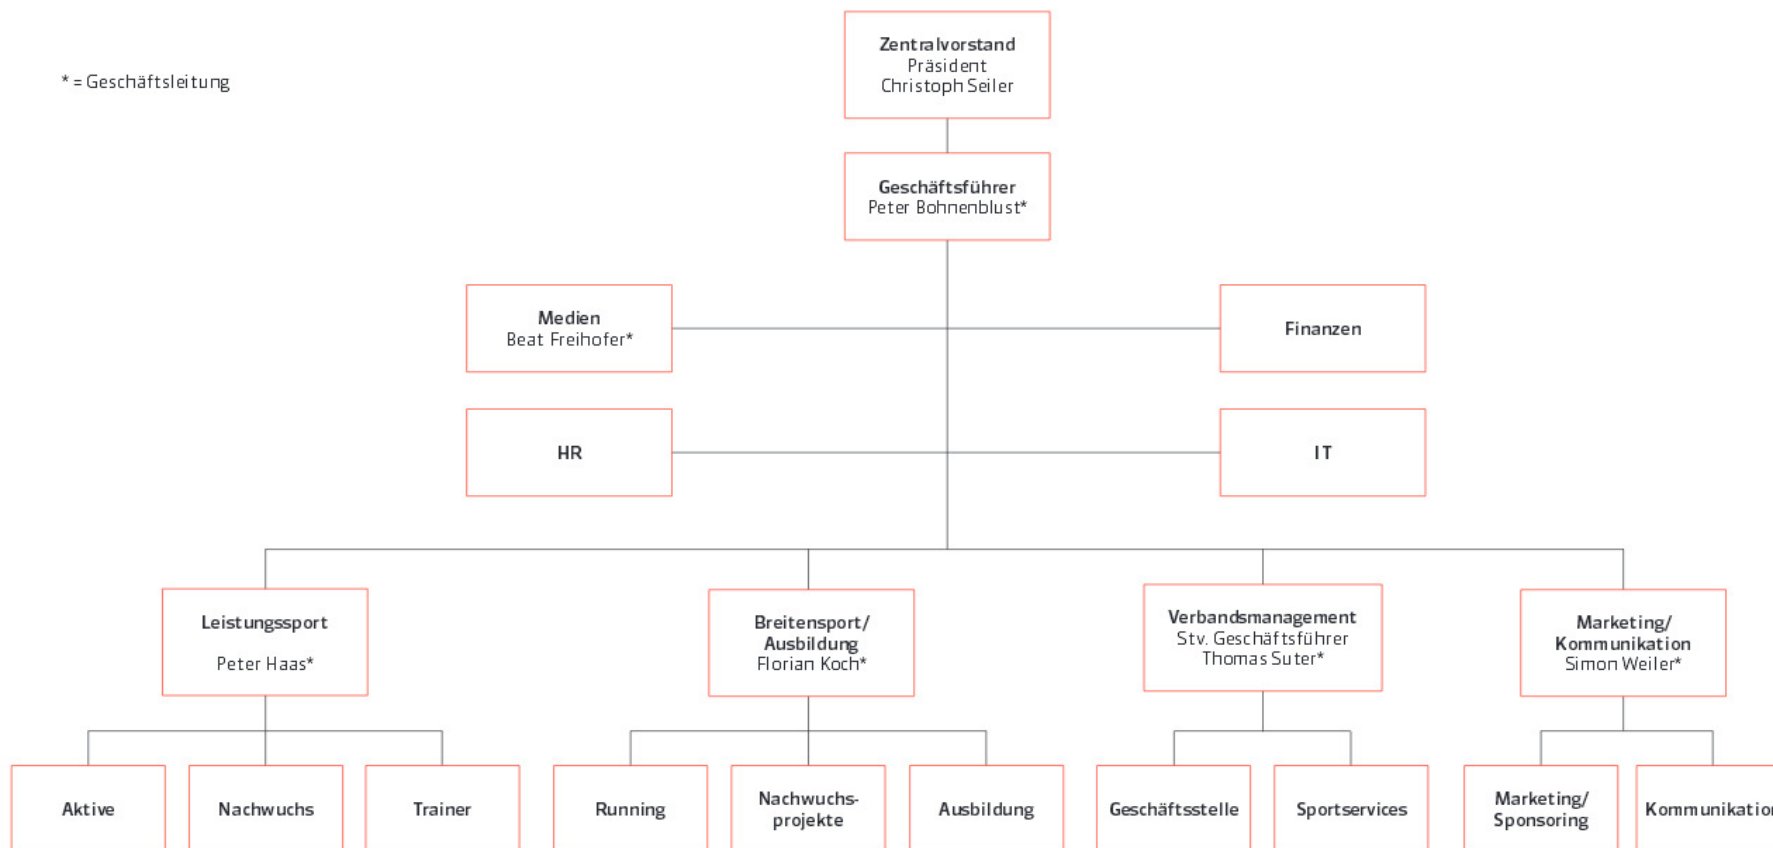 * = Geschäftsleitung
Zentralvorstand
Präsident
Christoph Seiler
Geschäftsführer
Peter Bohnenblust*
Medien
Beat Freihofer*
Finanzen
HR
IT
Leistungssport
Peter Haas*
Breitensport/
Ausbildung
Florian Koch*
Verbandsmanagement
Stv. Geschäftsführer
Thomas Suter*
Marketing/
Kommunikation
Simon Weiler*
Aktive
Nachwuchs
Trainer
Running
Nachwuchs-
projekte
Ausbildung
Geschäftsstelle
Sportservices
Marketing/
Sponsoring
Kommunikation